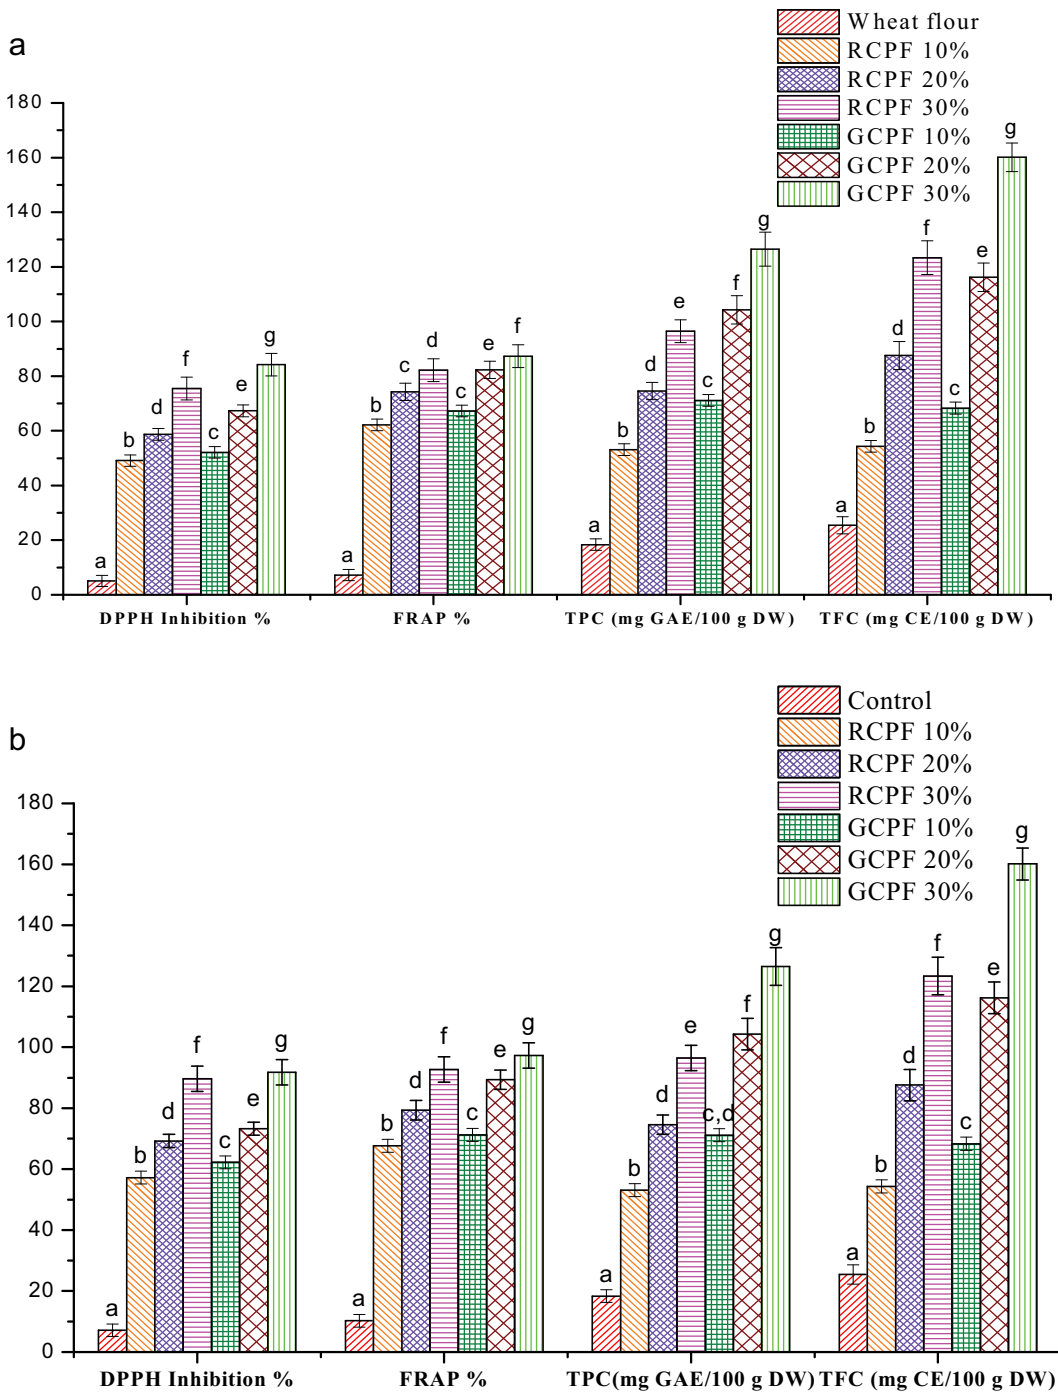 a
Wheat flour
RCPF 10%
RCPF 20%
RCPF 30%
GCPF 10%
GCPF 20%
GCPF 30%
180
160
140
120
100
80
60
40
20
0
a b d f c e g
a b c d c e f
a b d e c f g
a b d f c e g
DPPH Inhibition % FRAP % TPC (mg GAE/100 g DW) TFC (mg CE/100 g DW)
b
Control
RCPF 10%
RCPF 20%
RCPF 30%
GCPF 10%
GCPF 20%
GCPF 30%
180
160
140
120
100
80
60
40
20
0
a b d f c e g
a b d f c e g
a b d e c,d f g
a b d f c e g
DPPH Inhibition % FRAP % TPC(mg GAE/100 g DW) TFC (mg CE/100 g DW)